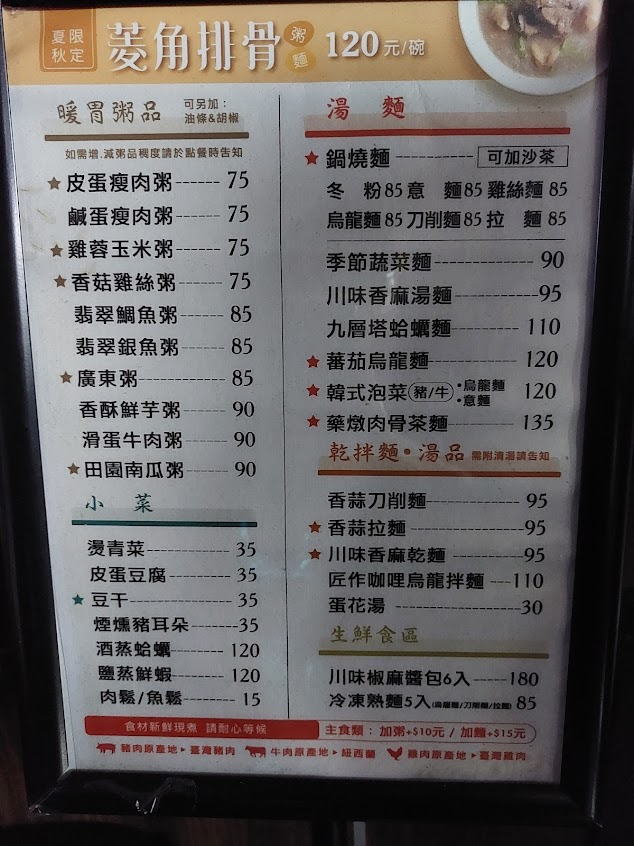 夏限
秋定
菱角排骨 粥 麵 120元/碗
暖胃粥品 可另加：
油條&胡椒
如需增.減粥品稠度請於點餐時告知
★皮蛋瘦肉粥------- 75
鹹蛋瘦肉粥------- 75
★雞蓉玉米粥------- 75
★香菇雞絲粥------- 75
翡翠鯛魚粥------- 85
翡翠銀魚粥------- 85
★廣東粥------------- 85
香酥鮮芋粥------- 90
滑蛋牛肉粥------- 90
★田園南瓜粥------- 90
小菜
燙青菜------------- 35
皮蛋豆腐---------- 35
★豆干---------------- 35
煙燻豬耳朵-------35
酒蒸蛤蠣---------- 120
鹽蒸鮮蝦---------- 120
肉鬆/魚鬆--------- 15
湯麵
★鍋燒麵------------ 可加沙茶
冬粉85 意麵85 雞絲麵85
烏龍麵85 刀削麵85 拉麵85
季節蔬菜麵---------------- 90
川味香麻湯麵-------------95
九層塔蛤蠣麵---------- 110
★蕃茄烏龍麵-------------- 120
★韓式泡菜(豬/牛) •烏龍麵 •意麵 120
★藥燉肉骨茶麵---------- 135
乾拌麵•湯品 需附清湯請告知
香蒜刀削麵---------------- 95
★香蒜拉麵------------------- 95
★川味香麻乾麵------------- 95
匠作咖哩烏龍拌麵 ---110
蛋花湯 --------------------30
生鮮食區
川味椒麻醬包6入------180
冷凍熟麵5入(烏龍麵/刀削麵/拉麵) 85
食材新鮮現煮 請耐心等候
主食類： 加粥+$10元 / 加麵+$15元
豬肉原產地▸臺灣豬肉 牛肉原產地▸紐西蘭 雞肉原產地▸臺灣雞肉